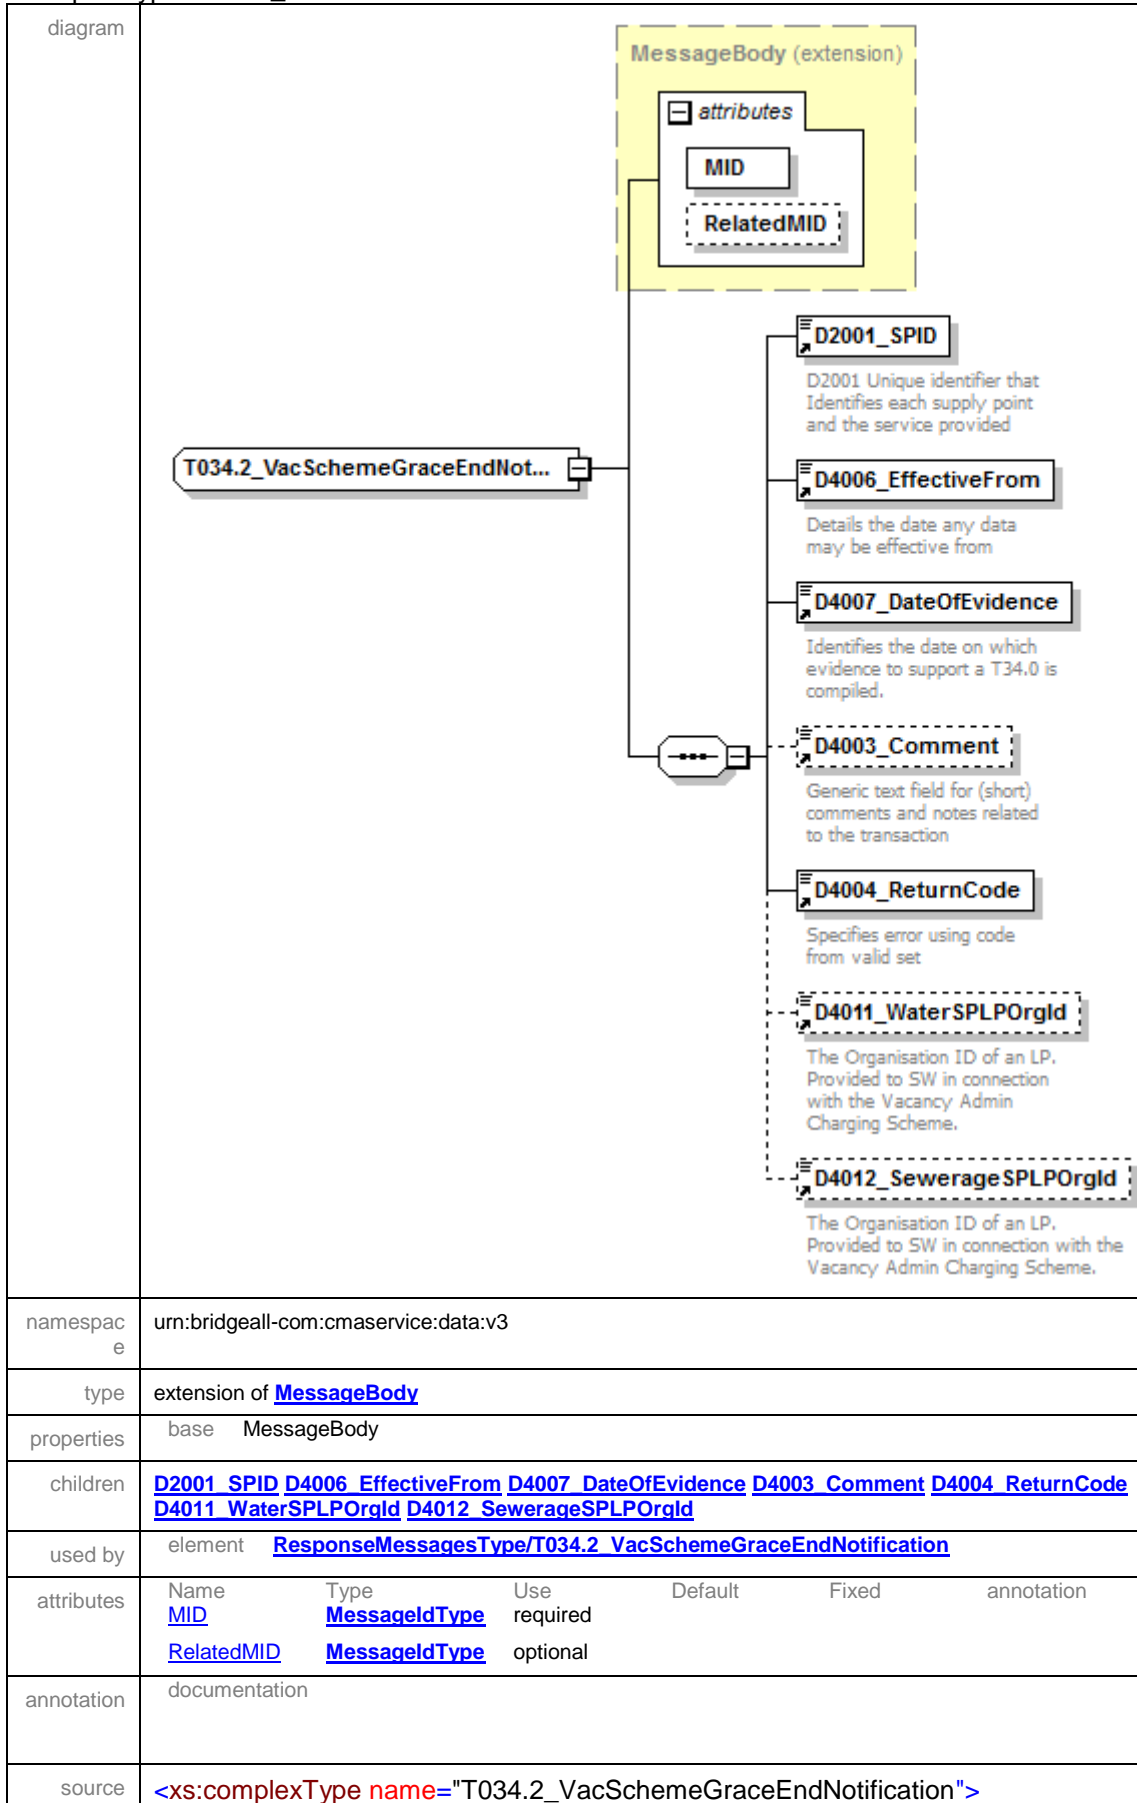 diagram
MessageBody (extension)
attributes
MID
RelatedMID
D2001_SPID
D2001 Unique identifier that
Identifies each supply point
and the service provided
T034.2_VacSchemeGraceEndNot...
D4006_EffectiveFrom
Details the date any data
may be effective from
D4007_DateOfEvidence
Identifies the date on which
evidence to support a T34.0 is
compiled.
D4003_Comment
Generic text field for (short)
comments and notes related
to the transaction
D4004_ReturnCode
Specifies error using code
from valid set
D4011_WaterSPLPOrgId
The Organisation ID of an LP.
Provided to SW in connection
with the Vacancy Admin
Charging Scheme.
D4012_SewerageSPLPOrgId
The Organisation ID of an LP.
Provided to SW in connection with the
Vacancy Admin Charging Scheme.
namespac
e
urn:bridgeall-com:cmaservice:data:v3
type extension of MessageBody
properties base MessageBody
children D2001_SPID D4006_EffectiveFrom D4007_DateOfEvidence D4003_Comment D4004_ReturnCode
D4011_WaterSPLPOrgId D4012_SewerageSPLPOrgId
used by element ResponseMessagesType/T034.2_VacSchemeGraceEndNotification
attributes Name Type Use Default Fixed annotation
MID MessageIdType required
RelatedMID MessageIdType optional
annotation documentation
source <xs:complexType name="T034.2_VacSchemeGraceEndNotification">